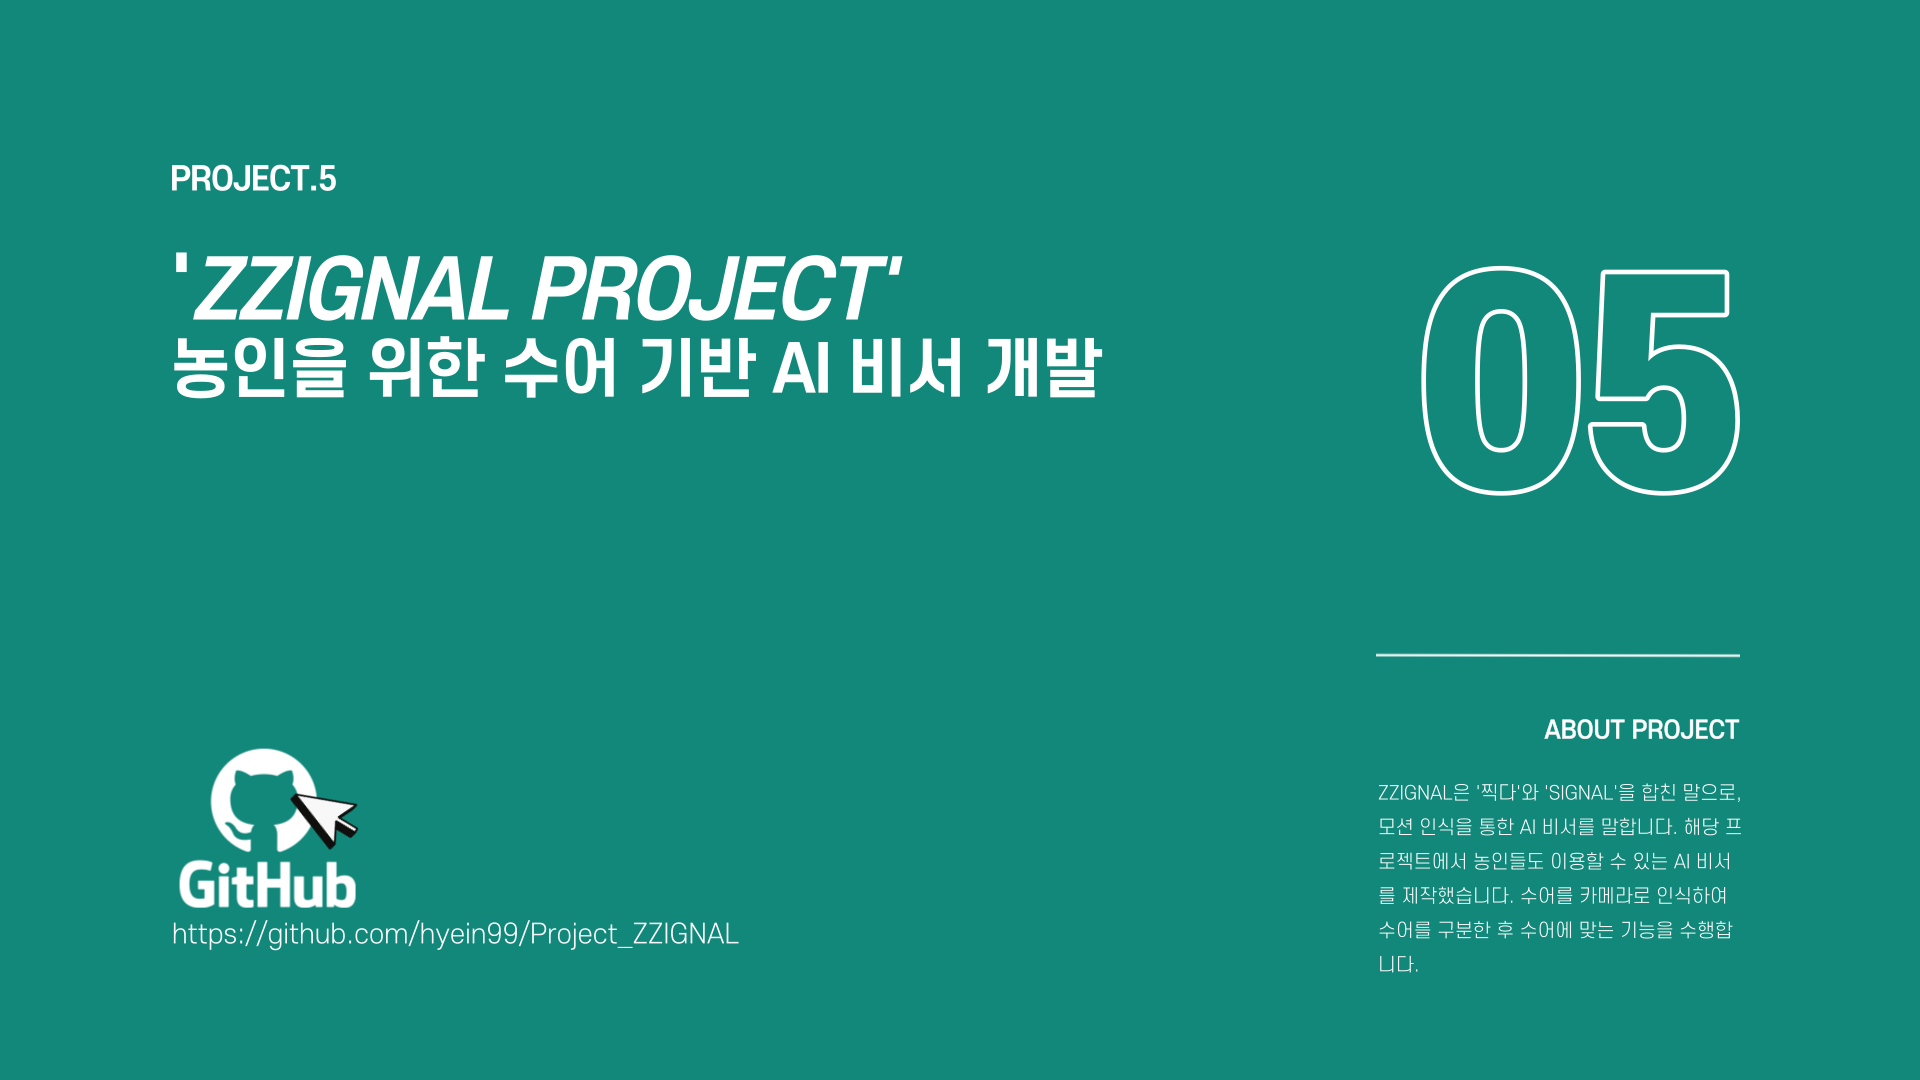 PROJECT.5
'ZZIGNAL PROJECT'
농인을 위한 수어 기반 AI 비서 개발
05
GitHub
https://github.com/hyein99/Project_ZZIGNAL
ABOUT PROJECT
ZZIGNAL은 '찍다'와 'SIGNAL'을 합친 말으로,
모션 인식을 통한 AI 비서를 말합니다. 해당 프
로젝트에서 농인들도 이용할 수 있는 AI 비서
를 제작했습니다. 수어를 카메라로 인식하여
수어를 구분한 후 수어에 맞는 기능을 수행합
니다.